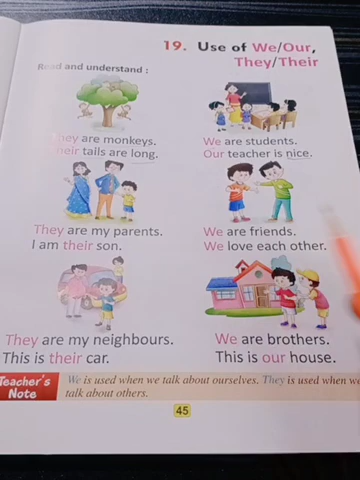 19. Use of We/Our,
They/Their
Read and understand :
They are monkeys.
Their tails are long.
We are students.
Our teacher is nice.
They are my parents.
I am their son.
We are friends.
We love each other.
They are my neighbours.
This is their car.
We are brothers.
This is our house.
Teacher's
Note
We is used when we talk about ourselves. They is used when we
talk about others.
45